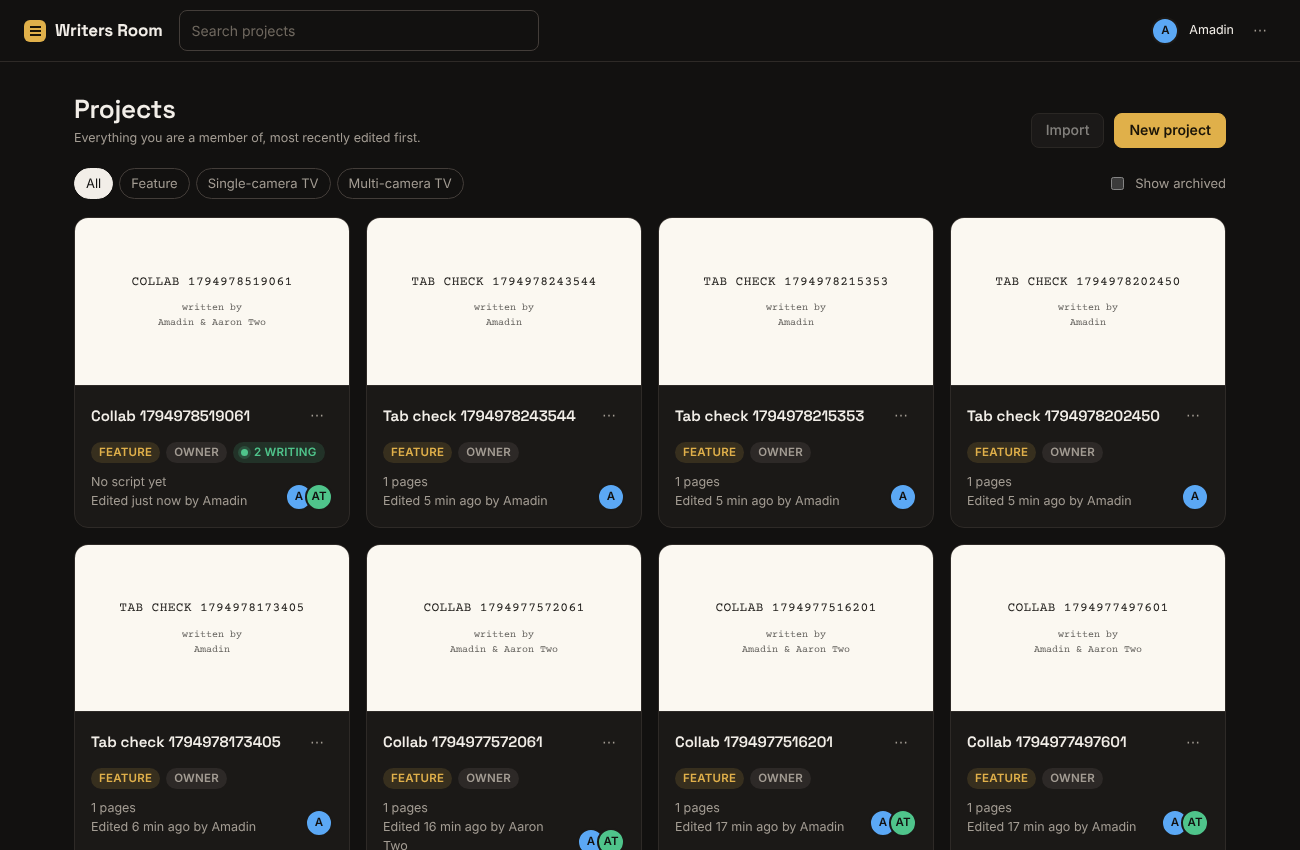 Writers Room
Search projects
A
Amadin
...
Projects
Everything you are a member of, most recently edited first.
Import
New project
All
Feature
Single-camera TV
Multi-camera TV
Show archived
COLLAB 1794978519061
written by
Amadin & Aaron Two
Collab 1794978519061
...
FEATURE
OWNER
2 WRITING
No script yet
Edited just now by Amadin
A
AT
TAB CHECK 1794978243544
written by
Amadin
Tab check 1794978243544
...
FEATURE
OWNER
1 pages
Edited 5 min ago by Amadin
A
TAB CHECK 1794978215353
written by
Amadin
Tab check 1794978215353
...
FEATURE
OWNER
1 pages
Edited 5 min ago by Amadin
A
TAB CHECK 1794978202450
written by
Amadin
Tab check 1794978202450
...
FEATURE
OWNER
1 pages
Edited 5 min ago by Amadin
A
TAB CHECK 1794978173405
written by
Amadin
Tab check 1794978173405
...
FEATURE
OWNER
1 pages
Edited 6 min ago by Amadin
A
COLLAB 1794977572061
written by
Amadin & Aaron Two
Collab 1794977572061
...
FEATURE
OWNER
1 pages
Edited 16 min ago by Aaron
Two
A
AT
COLLAB 1794977516201
written by
Amadin & Aaron Two
Collab 1794977516201
...
FEATURE
OWNER
1 pages
Edited 17 min ago by Amadin
A
AT
COLLAB 1794977497601
written by
Amadin & Aaron Two
Collab 1794977497601
...
FEATURE
OWNER
1 pages
Edited 17 min ago by Amadin
A
AT